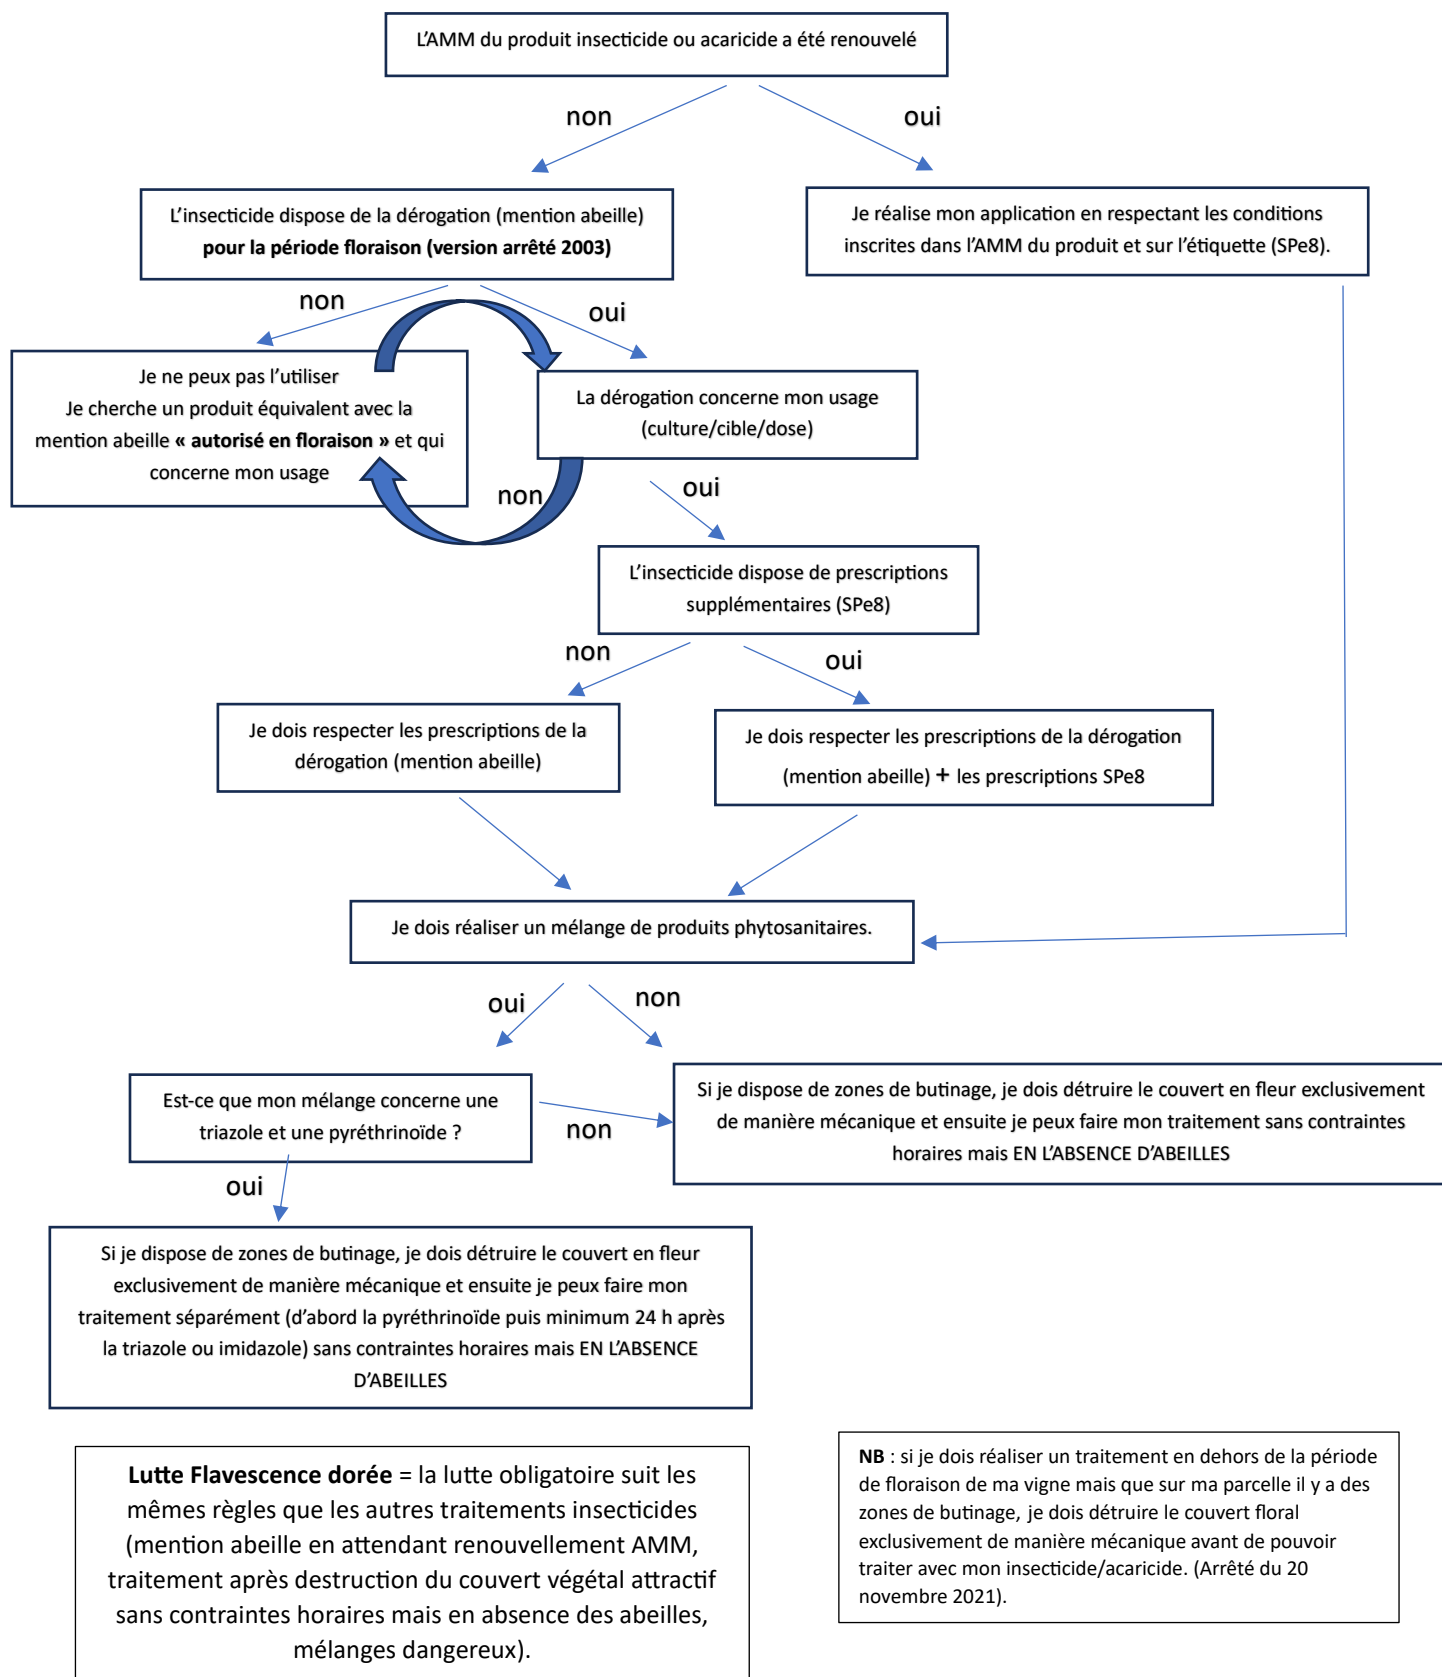 L'AMM du produit insecticide ou acaricide a été renouvelé
non
oui
L'insecticide dispose de la dérogation (mention abeille)
pour la période floraison (version arrêté 2003)
Je réalise mon application en respectant les conditions
inscrites dans l'AMM du produit et sur l'étiquette (SPe8).
non
oui
Je ne peux pas l'utiliser
Je cherche un produit équivalent avec la
mention abeille « autorisé en floraison » et qui
concerne mon usage
La dérogation concerne mon usage
(culture/cible/dose)
non
oui
L'insecticide dispose de prescriptions
supplémentaires (SPe8)
non
oui
Je dois respecter les prescriptions de la
dérogation (mention abeille)
Je dois respecter les prescriptions de la dérogation
(mention abeille) + les prescriptions SPe8
Je dois réaliser un mélange de produits phytosanitaires.
oui
non
Est-ce que mon mélange concerne une
triazole et une pyréthrinoïde ?
non
Si je dispose de zones de butinage, je dois détruire le couvert en fleur exclusivement
de manière mécanique et ensuite je peux faire mon traitement sans contraintes
horaires mais EN L'ABSENCE D'ABEILLES
oui
Si je dispose de zones de butinage, je dois détruire le couvert en fleur
exclusivement de manière mécanique et ensuite je peux faire mon
traitement séparément (d'abord la pyréthrinoïde puis minimum 24 h après
la triazole ou imidazole) sans contraintes horaires mais EN L'ABSENCE
D'ABEILLES
Lutte Flavescence dorée = la lutte obligatoire suit les
mêmes règles que les autres traitements insecticides
(mention abeille en attendant renouvellement AMM,
traitement après destruction du couvert végétal attractif
sans contraintes horaires mais en absence des abeilles,
mélanges dangereux).
NB : si je dois réaliser un traitement en dehors de la période
de floraison de ma vigne mais que sur ma parcelle il y a des
zones de butinage, je dois détruire le couvert floral
exclusivement de manière mécanique avant de pouvoir
traiter avec mon insecticide/acaricide. (Arrêté du 20
novembre 2021).